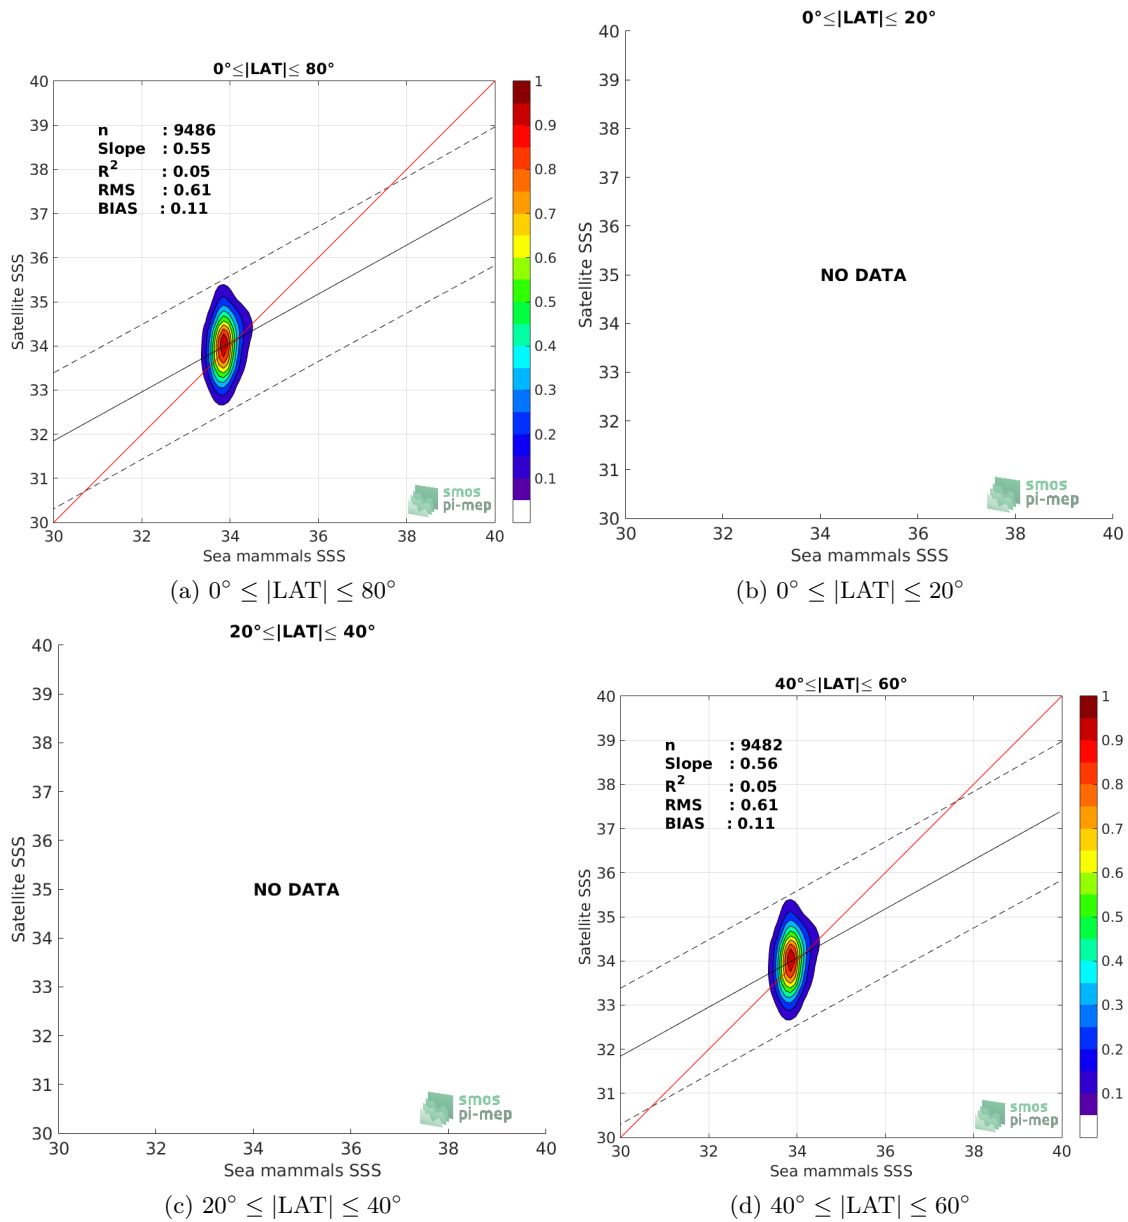 0°≤|LAT|≤ 80°
40
39
38
37
36
35
34
33
32
31
30
Satellite SSS
n : 9486
Slope : 0.55
R² : 0.05
RMS : 0.61
BIAS : 0.11
smos
pi-mep
30 32 34 36 38 40
Sea mammals SSS
1
0.9
0.8
0.7
0.6
0.5
0.4
0.3
0.2
0.1
(a) 0° ≤ |LAT| ≤ 80°
0°≤|LAT|≤ 20°
40
39
38
37
36
35
34
33
32
31
30
Satellite SSS
NO DATA
smos
pi-mep
30 32 34 36 38 40
Sea mammals SSS
(b) 0° ≤ |LAT| ≤ 20°
20°≤|LAT|≤ 40°
40
39
38
37
36
35
34
33
32
31
30
Satellite SSS
NO DATA
smos
pi-mep
30 32 34 36 38 40
Sea mammals SSS
(c) 20° ≤ |LAT| ≤ 40°
40°≤|LAT|≤ 60°
40
39
38
37
36
35
34
33
32
31
30
Satellite SSS
n : 9482
Slope : 0.56
R² : 0.05
RMS : 0.61
BIAS : 0.11
smos
pi-mep
30 32 34 36 38 40
Sea mammals SSS
1
0.9
0.8
0.7
0.6
0.5
0.4
0.3
0.2
0.1
(d) 40° ≤ |LAT| ≤ 60°